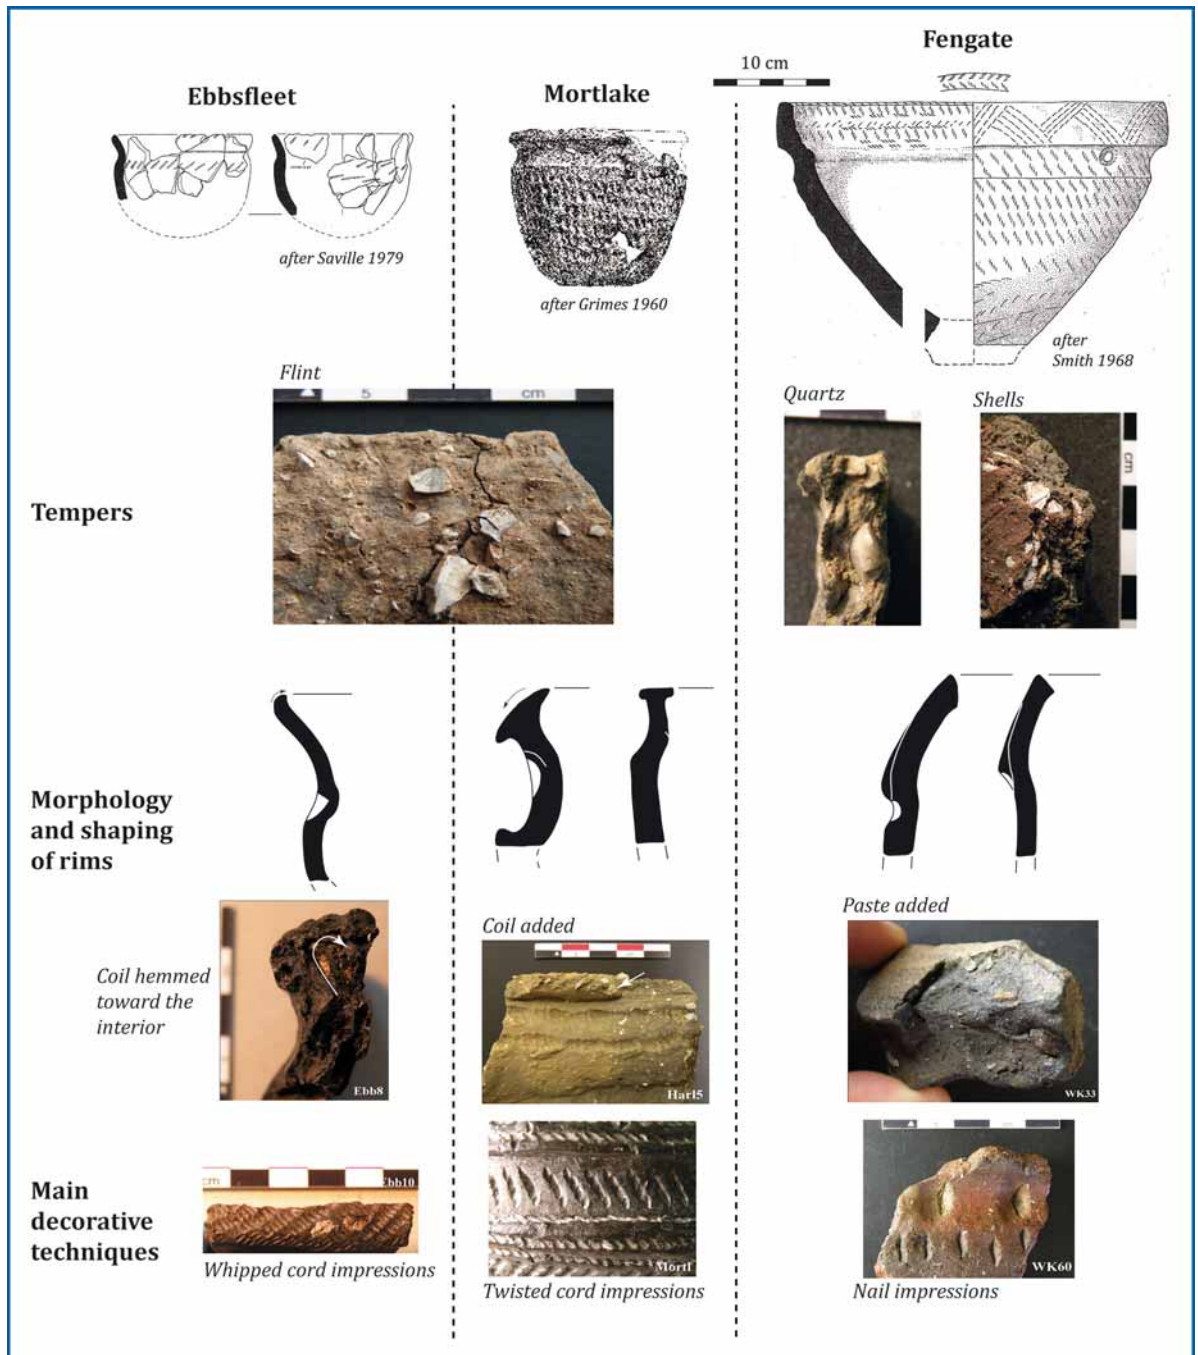 Ebbsfleet
Mortlake
Fengate
10 cm
after Saville 1979
after Grimes 1960
after
Smith 1968
Tempers
Flint
5
cm
Quartz
Shells
cm
Morphology
and shaping
of rims
Coil hemmed
toward the
interior
Ebb8
Coil added
Harl5
Paste added
WK33
Main
decorative
techniques
cm
Ebb10
Whipped cord impressions
Mortl
Twisted cord impressions
WK60
Nail impressions